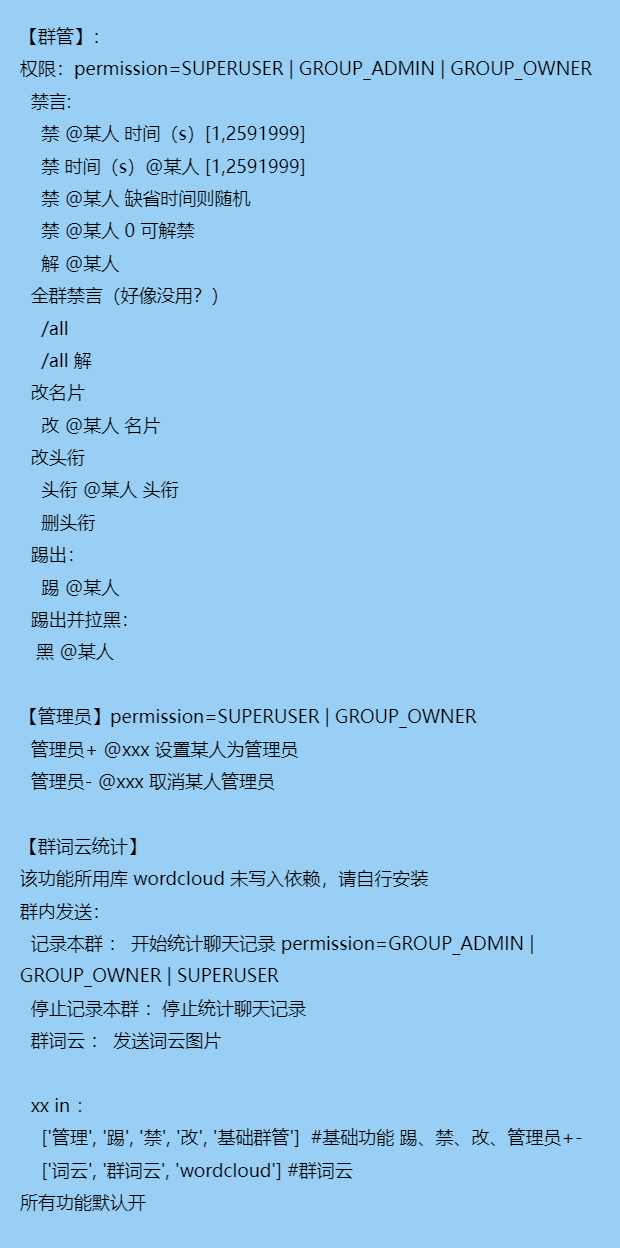 【群管】:
权限：permission=SUPERUSER | GROUP_ADMIN | GROUP_OWNER
禁言:
禁 @某人 时间（s）[1,2591999]
禁 时间（s）@某人 [1,2591999]
禁 @某人 缺省时间则随机
禁 @某人 0 可解禁
解 @某人
全群禁言（好像没用？）
/all
/all 解
改名片
改 @某人 名片
改头衔
头衔 @某人 头衔
删头衔
踢出：
踢 @某人
踢出并拉黑：
黑 @某人
【管理员】permission=SUPERUSER | GROUP_OWNER
管理员+ @xxx 设置某人为管理员
管理员- @xxx 取消某人管理员
【群词云统计】
该功能所用库 wordcloud 未写入依赖，请自行安装
群内发送：
记录本群 ： 开始统计聊天记录 permission=GROUP_ADMIN |
GROUP_OWNER | SUPERUSER
停止记录本群 ：停止统计聊天记录
群词云 ： 发送词云图片
xx in ：
['管理', '踢', '禁', '改', '基础群管']  #基础功能 踢、禁、改、管理员+-
['词云', '群词云', 'wordcloud'] #群词云
所有功能默认开